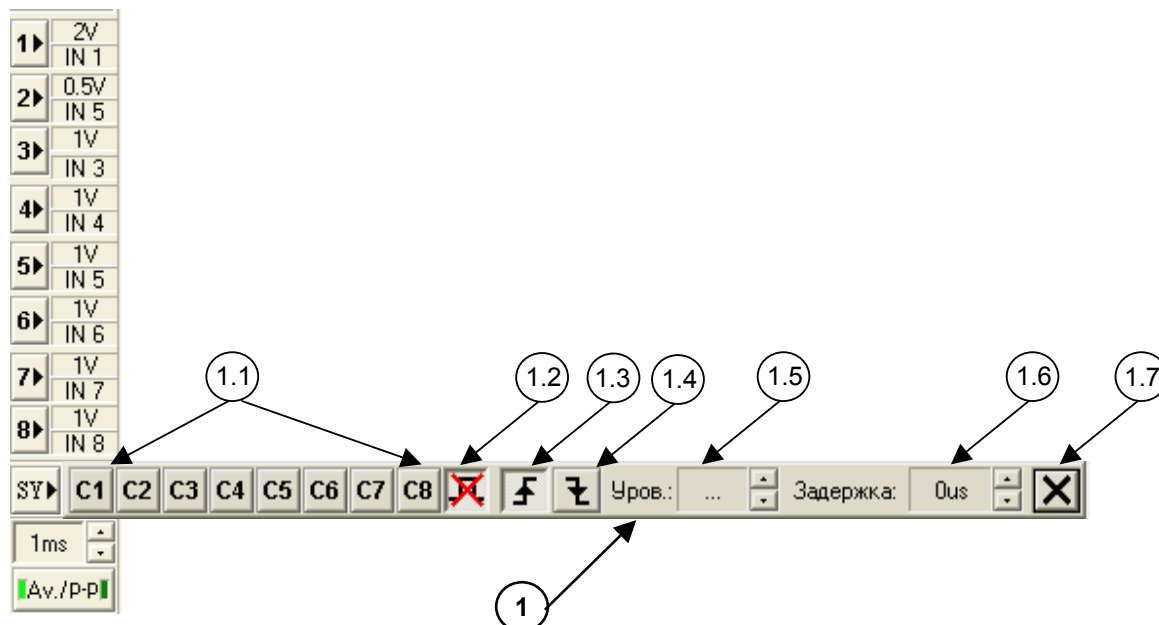 1 2V
IN 1
2 0.5V
IN 5
3 1V
IN 3
4 1V
IN 4
5 1V
IN 5
6 1V
IN 6
7 1V
IN 7
8 1V
IN 8
1.1 1.2 1.3 1.4 1.5 1.6 1.7
SY C1 C2 C3 C4 C5 C6 C7 C8 Уров.: ... Задержка: 0us
1ms
Av./p-p
1